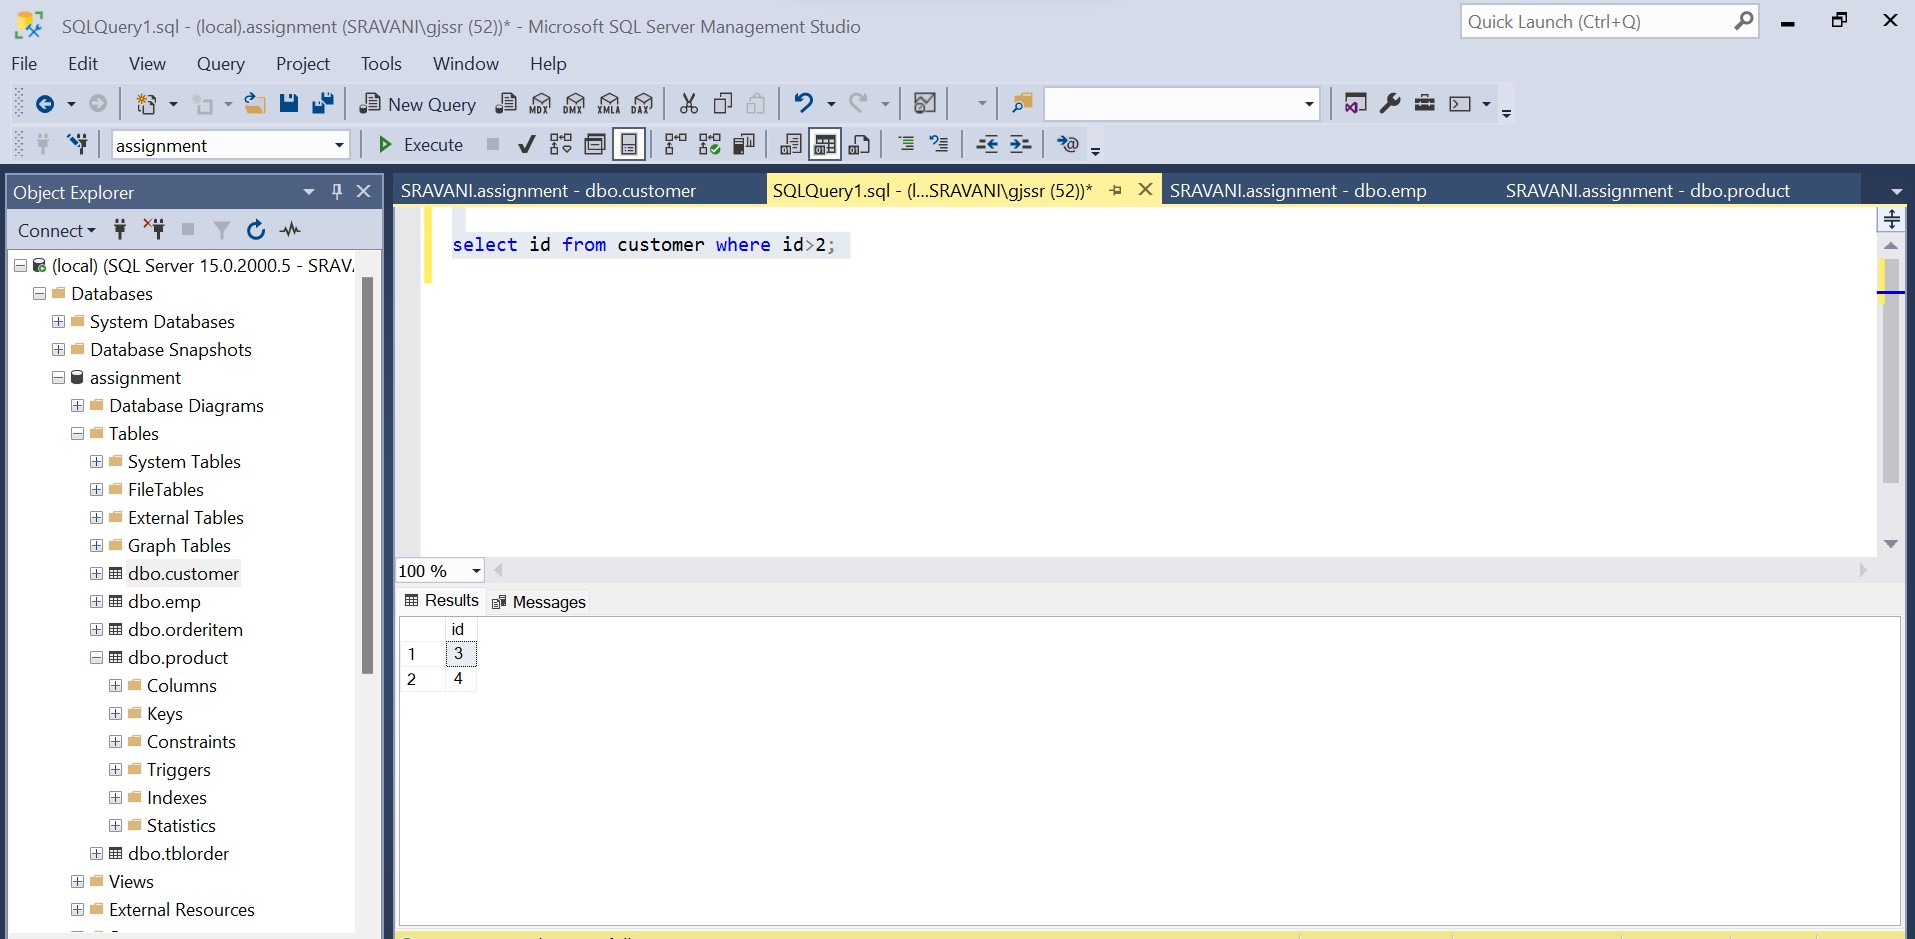 SQLQuery1.sql - (local).assignment (SRAVANI\gjssr (52))* - Microsoft SQL Server Management Studio
Quick Launch (Ctrl+Q)
File Edit View Query Project Tools Window Help
New Query MDX DMX XMLA DAX
assignment Execute
Object Explorer
SRAVANI.assignment - dbo.customer SQLQuery1.sql - (l...SRAVANI\gjssr (52))* SRAVANI.assignment - dbo.emp SRAVANI.assignment - dbo.product
Connect
(local) (SQL Server 15.0.2000.5 - SRAV
Databases
System Databases
Database Snapshots
assignment
Database Diagrams
Tables
System Tables
FileTables
External Tables
Graph Tables
dbo.customer
dbo.emp
dbo.orderitem
dbo.product
Columns
Keys
Constraints
Triggers
Indexes
Statistics
dbo.tblorder
Views
External Resources
select id from customer where id>2;
100 %
Results Messages
id
1 3
2 4